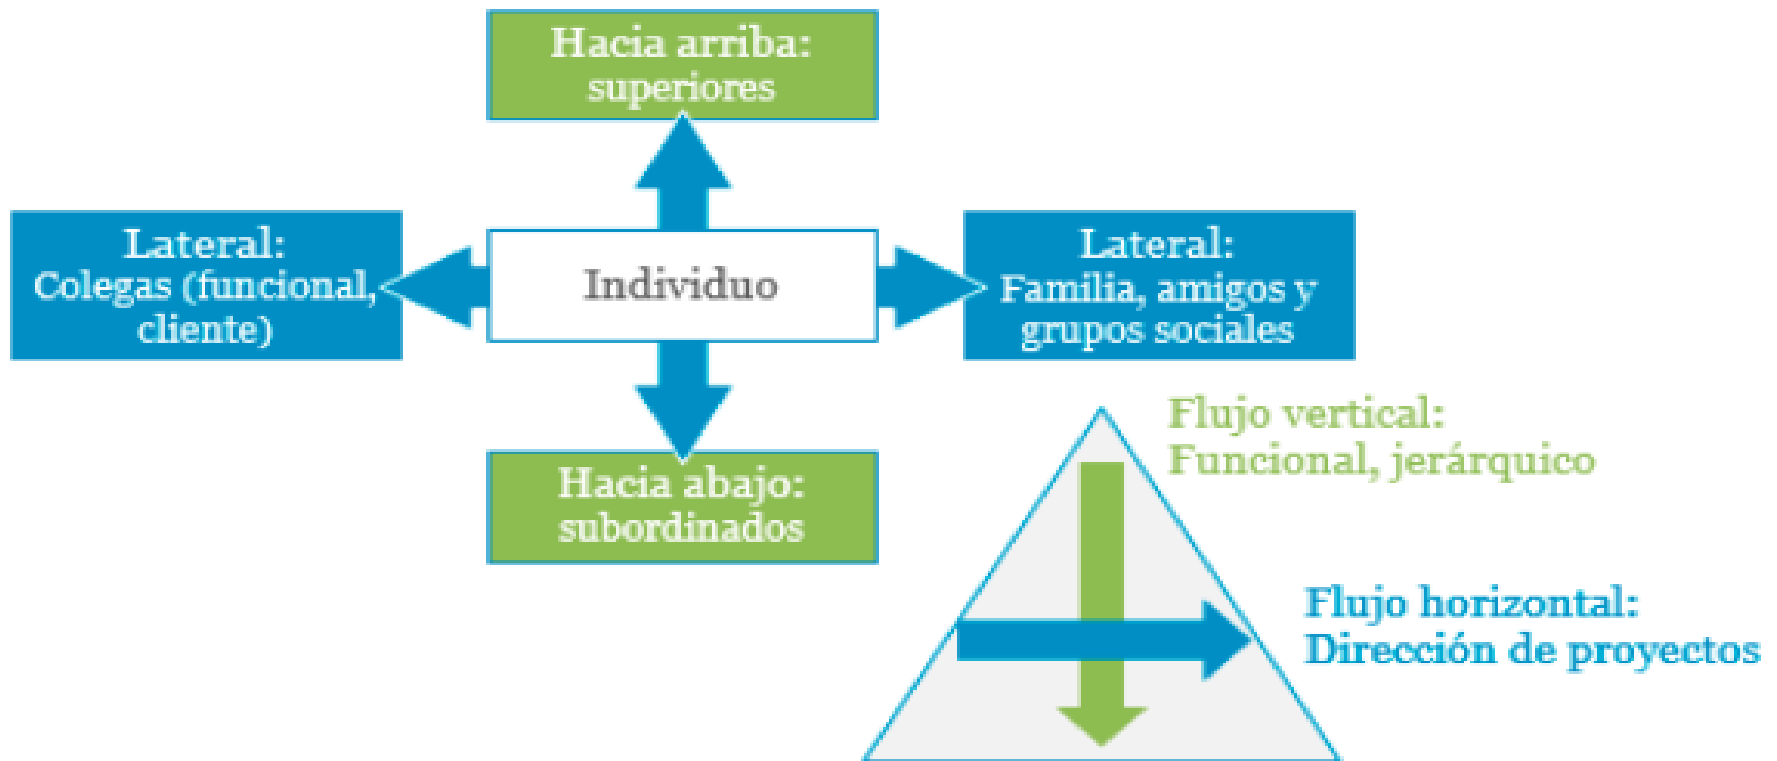 Hacia arriba:
superiores
Lateral:
Colegas (funcional,
cliente)
Individuo
Lateral:
Familia, amigos y
grupos sociales
Hacia abajo:
subordinados
Flujo vertical:
Funcional, jerárquico
Flujo horizontal:
Dirección de proyectos